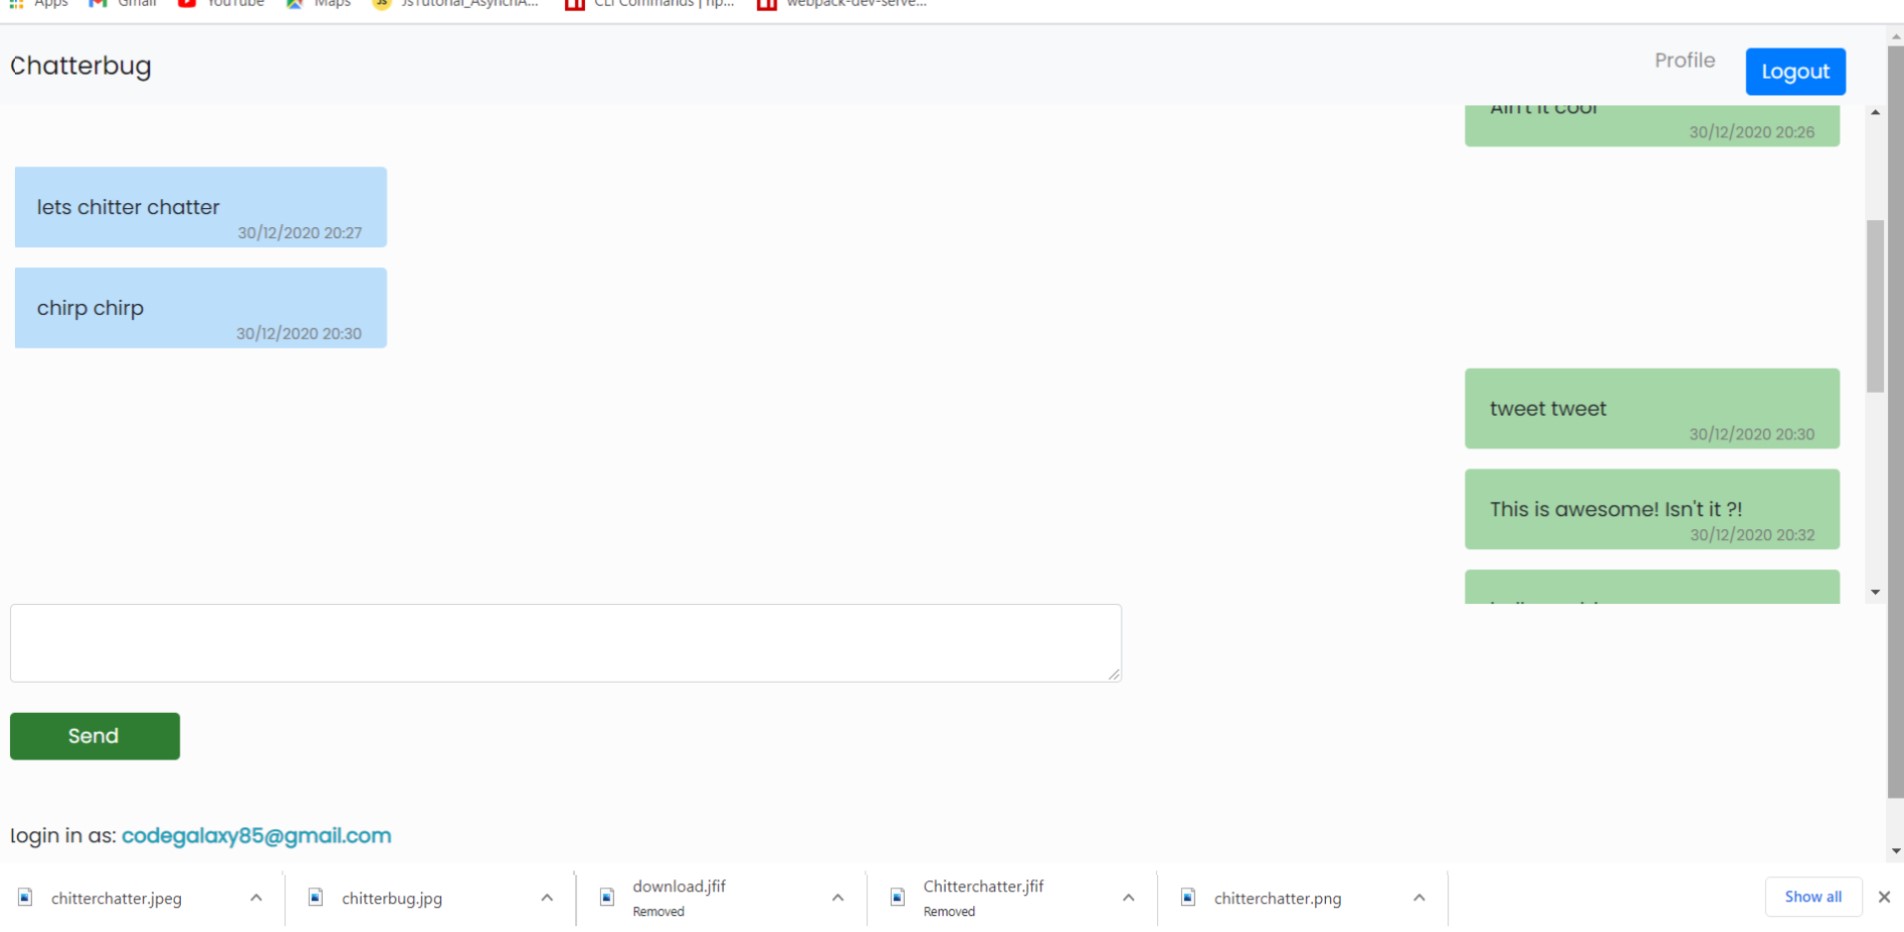 Apps Gmail YouTube Maps JsTutorial_AsynchA... CLI Commands | np... webpack-dev-serve...
Chatterbug
Profile
Logout
Ain't it cool
30/12/2020 20:26
lets chitter chatter
30/12/2020 20:27
chirp chirp
30/12/2020 20:30
tweet tweet
30/12/2020 20:30
This is awesome! Isn't it ?!
30/12/2020 20:32
Send
login in as: codegalaxy85@gmail.com
chitterchatter.jpeg
chitterbug.jpg
download.jfif
Removed
Chitterchatter.jfif
Removed
chitterchatter.png
Show all